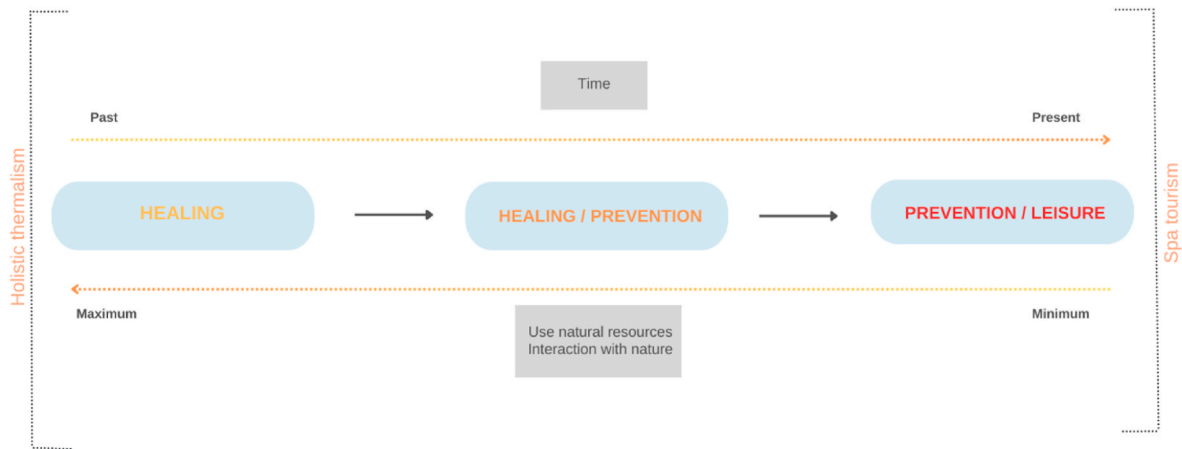 Time
Past
Present
Holistic thermalism
HEALING
HEALING / PREVENTION
PREVENTION / LEISURE
Spa tourism
Maximum
Minimum
Use natural resources
Interaction with nature